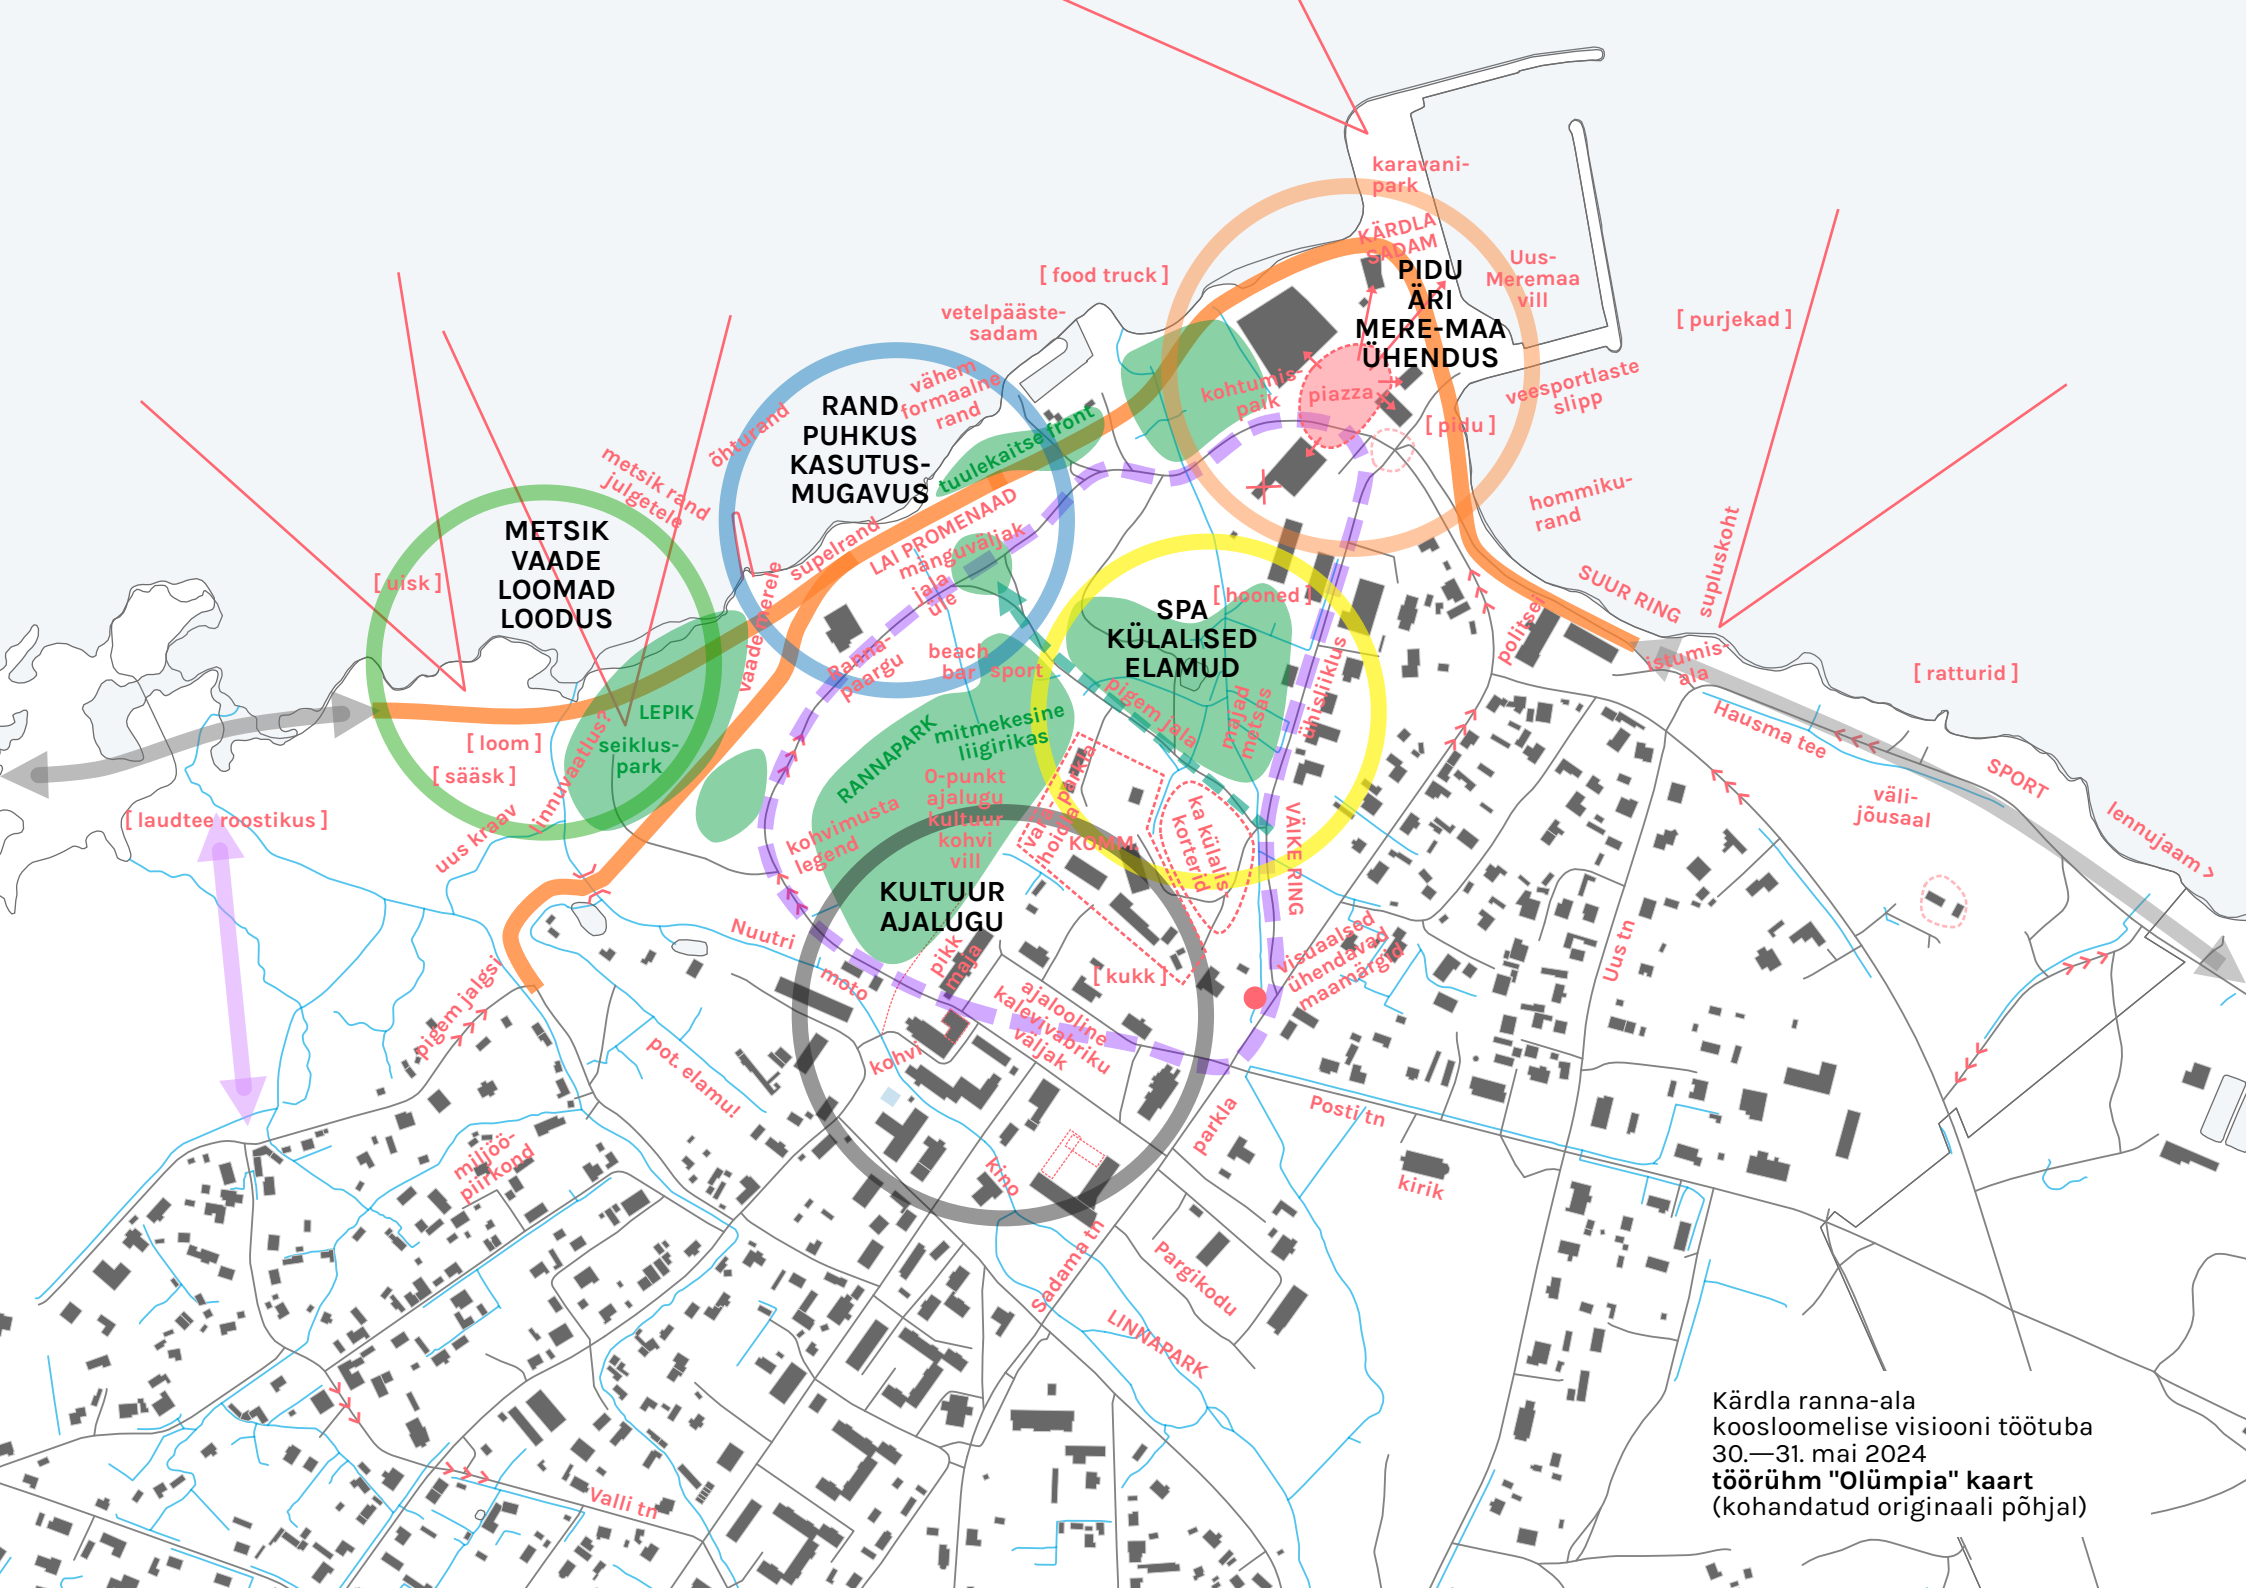 karavani-
park
KÄRDLA
SADAM
PIDU
ÄRI
MERE-MAA
ÜHENDUS
Uus-
Meremaa
vill
[ food truck ]
vetelpääste-
sadam
[ purjekad ]
vähem
formaalne
rand
RAND
PUHKUS
KASUTUS-
MUGAVUS
õhturand
kohtumis-
paik
piazza
[ pidu ]
veesportlaste
slipp
tuulekaitse front
metsik rand
julgetele
hommiku-
rand
METSIK
VAADE
LOOMAD
LOODUS
[ uisk ]
supelrand
LAI PROMENAAD
mänguväljak
jala
üle
vaade merele
supluskoht
SUUR RING
politsei
[ hooned ]
SPA
KÜLALISED
ELAMUD
Ranna-
paargu
beach
bar
sport
istumis-
ala
[ ratturid ]
pigem jala
majad
metsas
ühisliiklus
LEPIK
seiklus-
park
[ loom ]
[ sääsk ]
linnuvaatlus?
RANNAPARK
mitmekesine
liigirikas
Hausma tee
SPORT
väli-
jõusaal
lennujaam >
[ laudtee roostikus ]
uus kraav
0-punkt
ajalugu
kultuur
kohvi
vill
kohvimusta
legend
vana parkla
hoida
KOMM.
ka külalis-
korterid
VÄIKE RING
KULTUUR
AJALUGU
Nuutri
moto
pikk
maja
[ kukk ]
visuaalsed
ühendavad
maamärgid
Uus tn
pigem jalgsi
ajalooline
kalevivabriku
väljak
kohvi
pot. elamu!
parkla
Posti tn
kirik
miljöö-
piirkond
kino
Sadama tn
Pargikodu
LINNAPARK
Valli tn
Kärdla ranna-ala
koosloomelise visiooni töötuba
30.—31. mai 2024
töörühm "Olümpia" kaart
(kohandatud originaali põhjal)